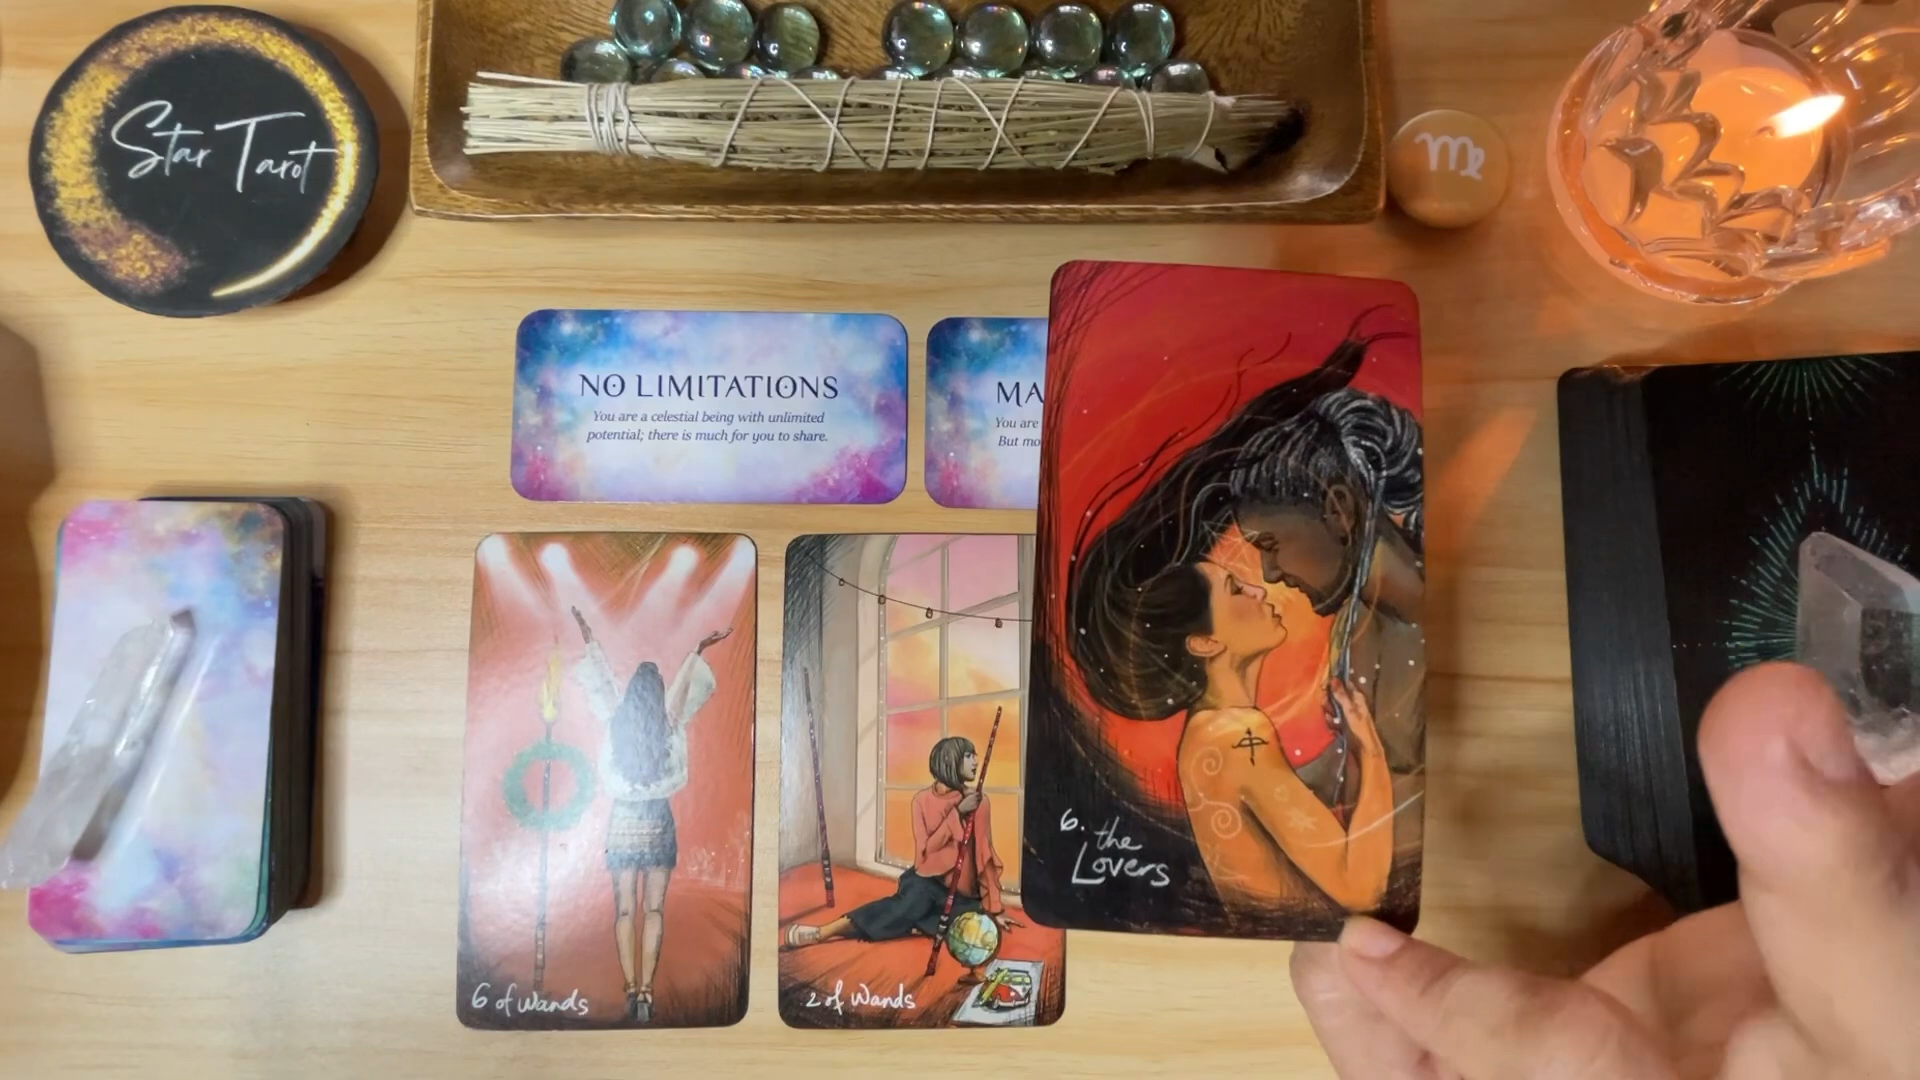 Star Tarot
NO LIMITATIONS
You are a celestial being with unlimited
potential; there is much for you to share.
MA
You are
But mo
6.
the
Lovers
6 of Wands
2 of Wands